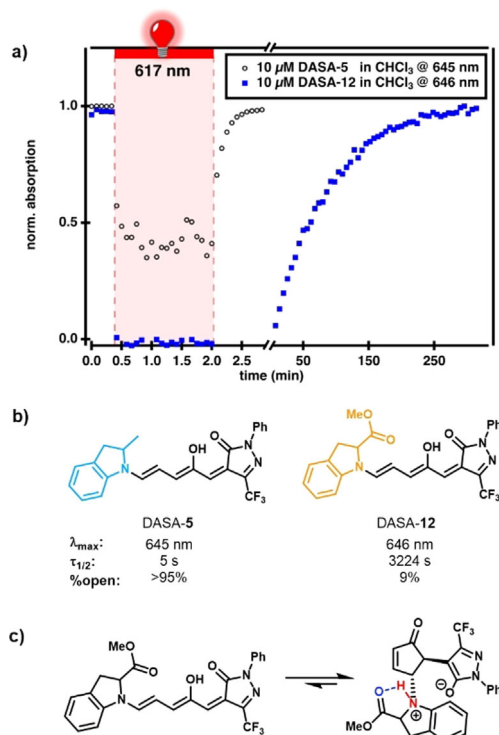 a)
617 nm
10 µM DASA-5 in CHCl₃ @ 645 nm
10 µM DASA-12 in CHCl₃ @ 646 nm
norm. absorption
1.0
0.5
0.0
0.0 0.5 1.0 1.5 2.0 2.5 50 150 250
time (min)
b)
MeO
O
N
OH
O
Ph
N
N
CF₃
N
OH
O
Ph
N
N
CF₃
DASA-5 DASA-12
λmax: 645 nm 646 nm
τ1/2: 5 s 3224 s
%open: >95% 9%
c)
MeO
O
N
OH
O
Ph
N
N
CF₃
O
CF₃
N
N
Ph
O
⊖
O
H
N
⊕
MeO